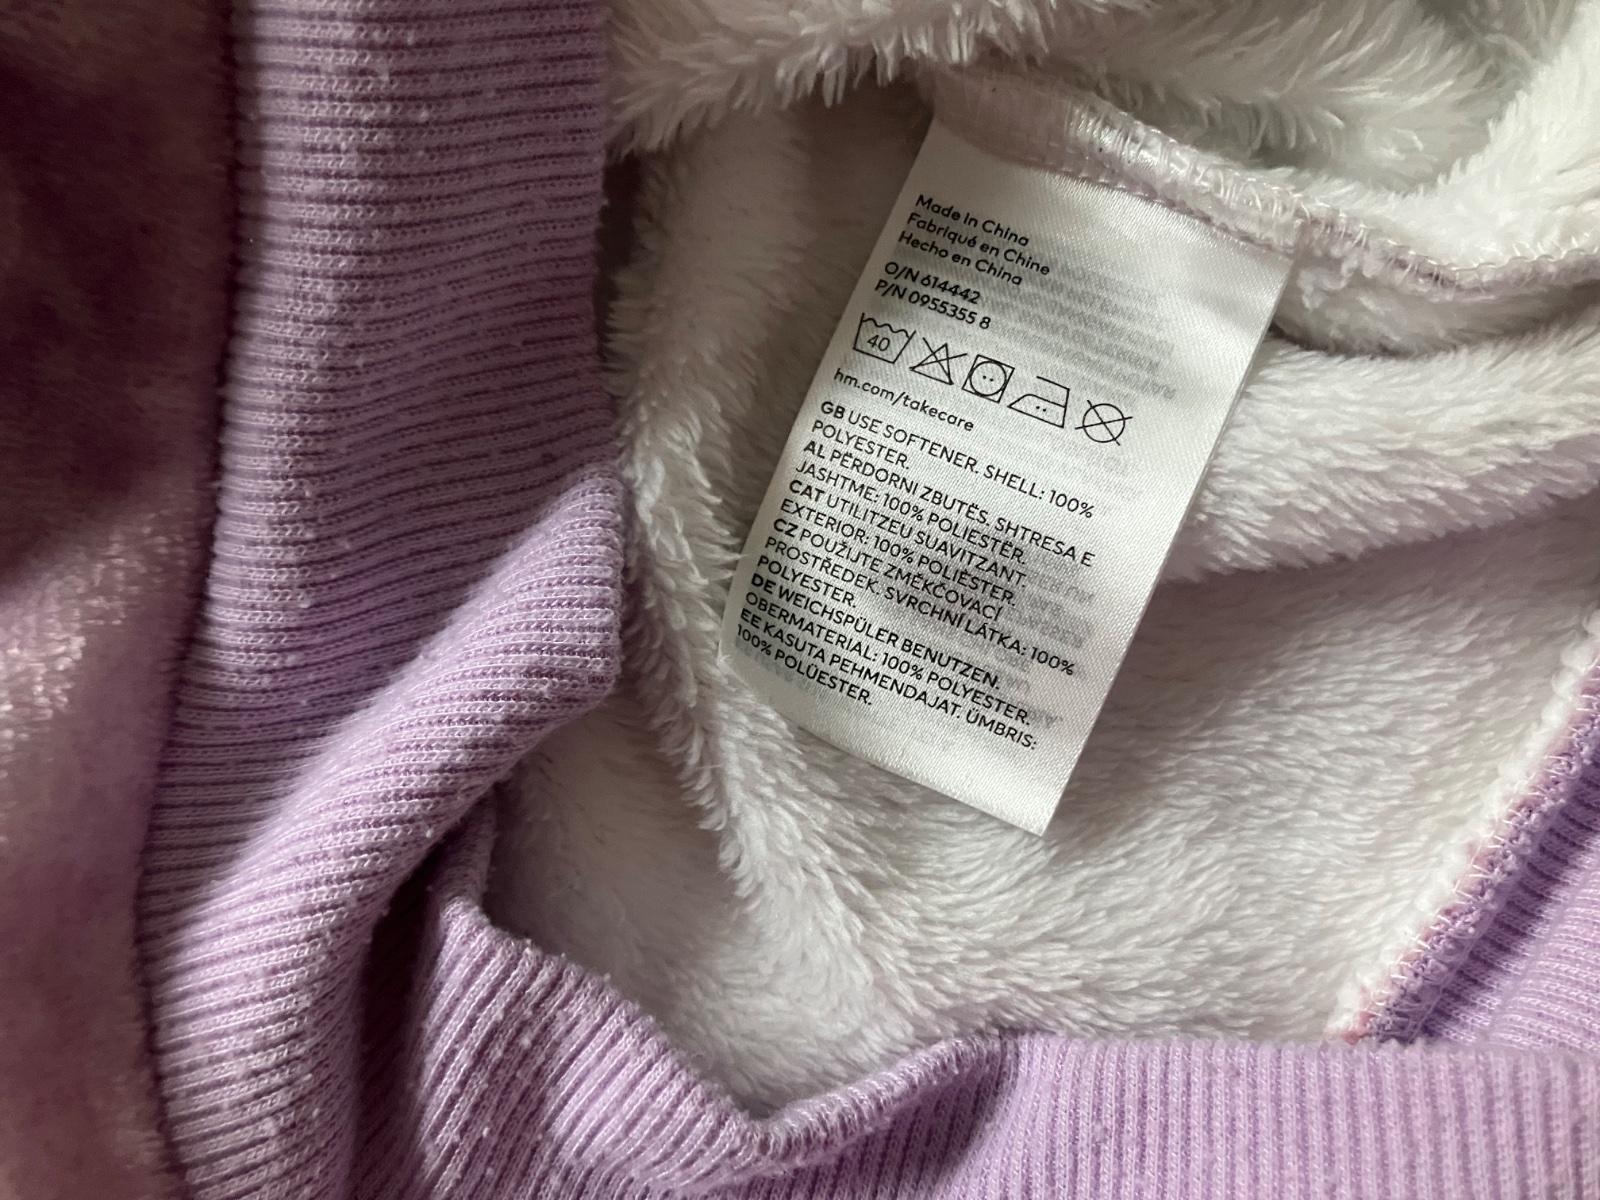 Made in China
Fabriqué en Chine
Hecho en China
O/N 614442
P/N 0955355 8
40
hm.com/takecare
GB USE SOFTENER. SHELL: 100%
POLYESTER.
AL PËRDORNI ZBUTËS. SHTRESA E
JASHTME: 100% POLIESTËR.
CAT UTILITZEU SUAVITZANT.
EXTERIOR: 100% POLIÈSTER.
CZ POUŽIJTE ZMĚKČOVACÍ
PROSTŘEDEK. SVRCHNÍ LÁTKA: 100%
POLYESTER.
DE WEICHSPÜLER BENUTZEN.
OBERMATERIAL: 100% POLYESTER.
EE KASUTA PEHMENDAJAT. ÜMBRIS:
100% POLÜESTER.